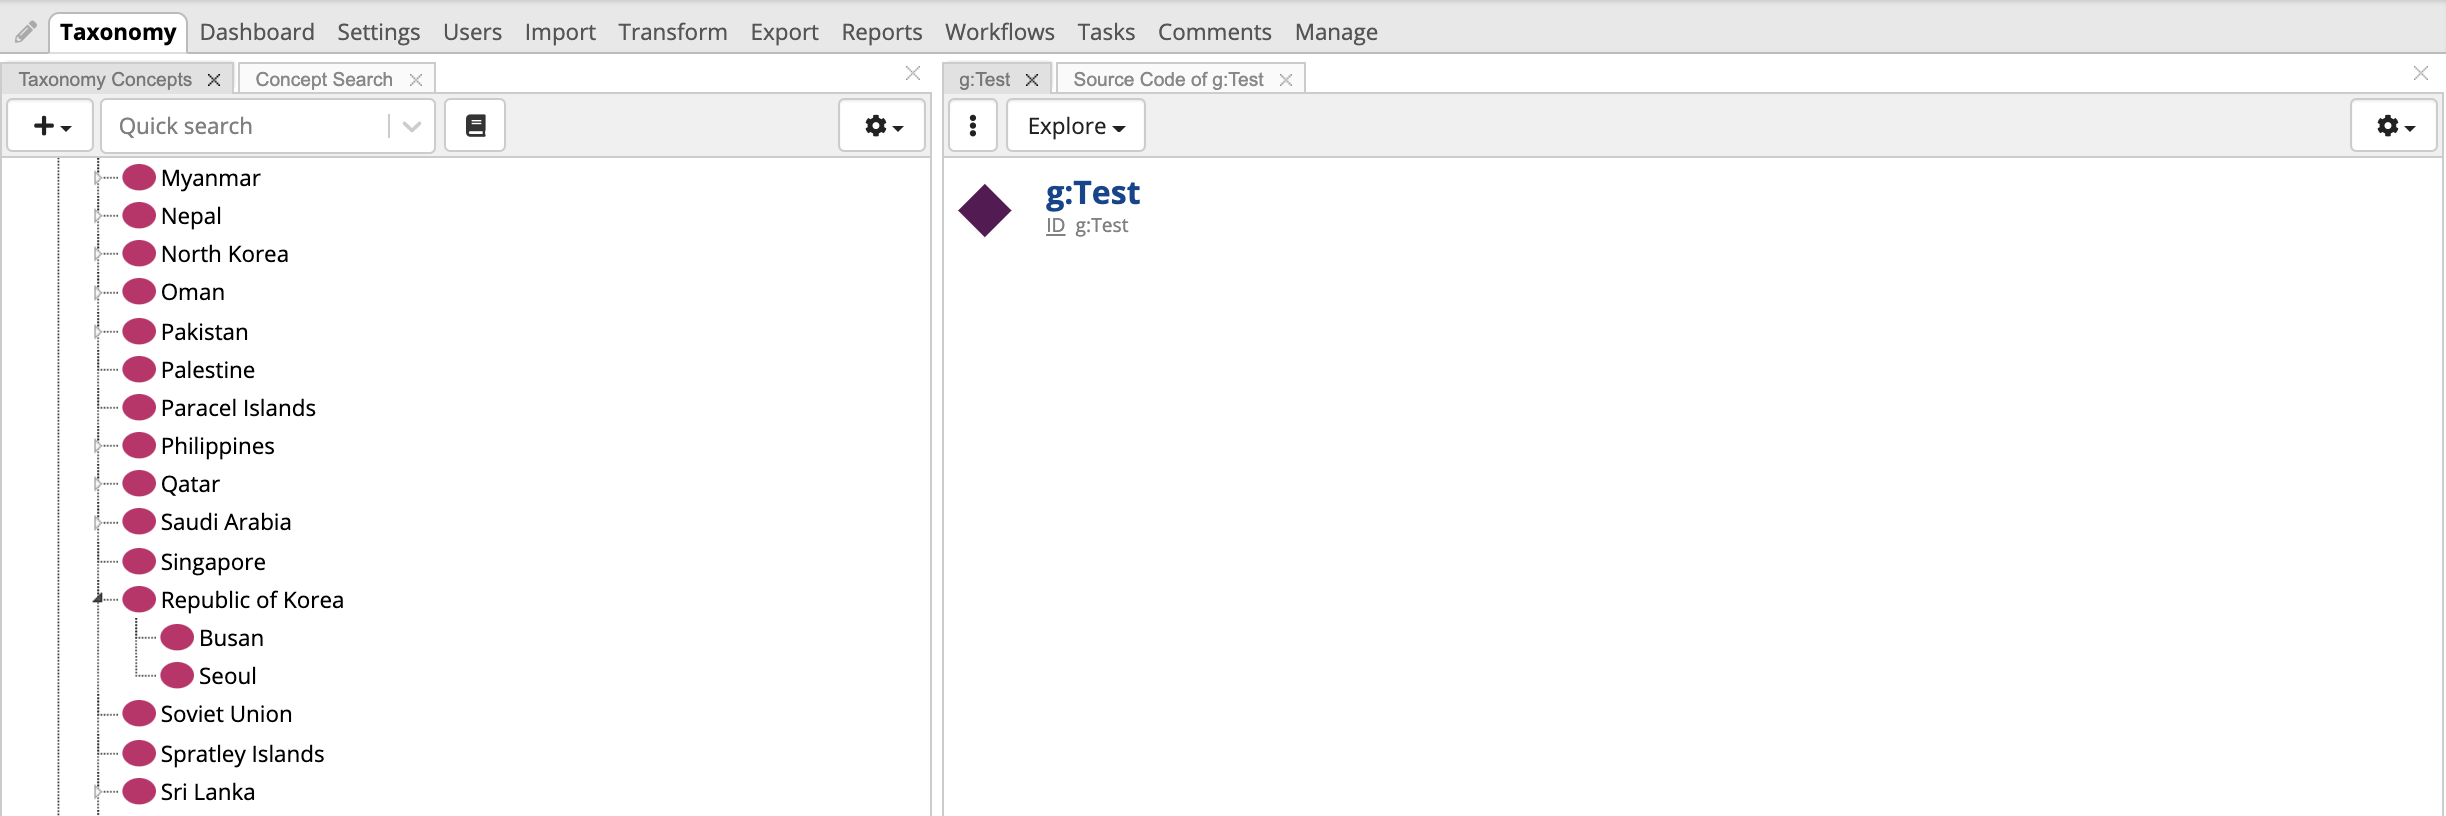 Taxonomy Dashboard Settings Users Import Transform Export Reports Workflows Tasks Comments Manage
Taxonomy Concepts Concept Search
Quick search
Myanmar
Nepal
North Korea
Oman
Pakistan
Palestine
Paracel Islands
Philippines
Qatar
Saudi Arabia
Singapore
Republic of Korea
Busan
Seoul
Soviet Union
Spratley Islands
Sri Lanka
g:Test Source Code of g:Test
Explore
g:Test
ID g:Test